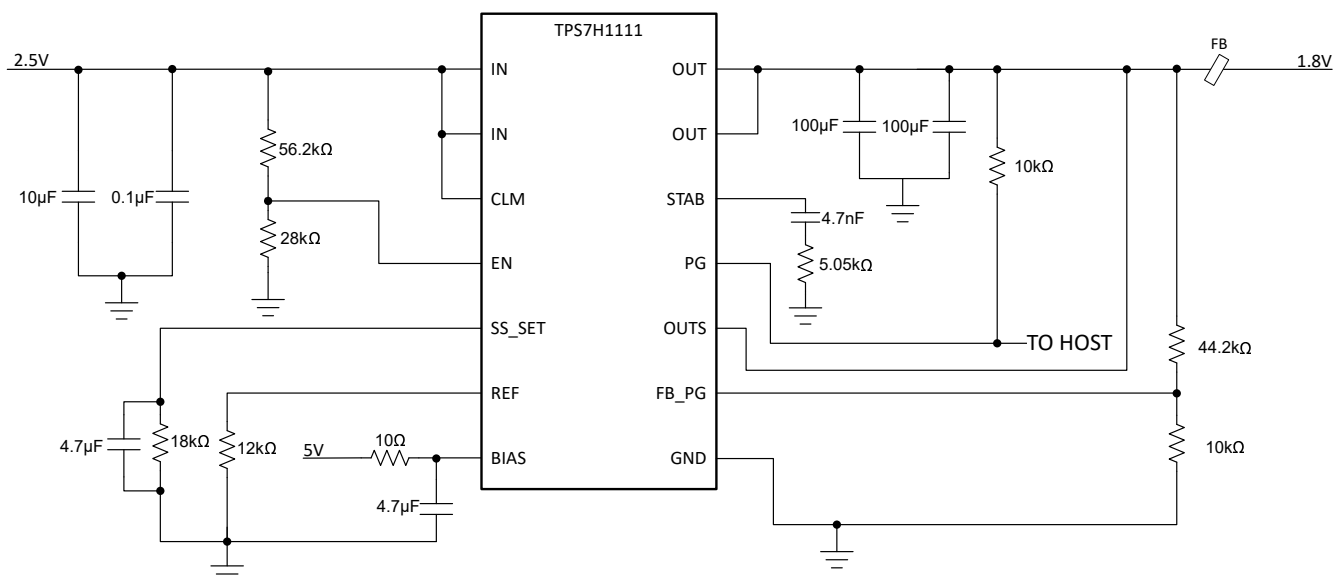 TPS7H1111
2.5V
IN
OUT
FB
1.8V
IN
OUT
56.2kΩ
100µF
100µF
10kΩ
10µF
0.1µF
CLM
STAB
4.7nF
28kΩ
EN
PG
5.05kΩ
SS_SET
OUTS
TO HOST
44.2kΩ
REF
FB_PG
4.7µF
18kΩ
12kΩ
5V
10Ω
BIAS
GND
10kΩ
4.7µF